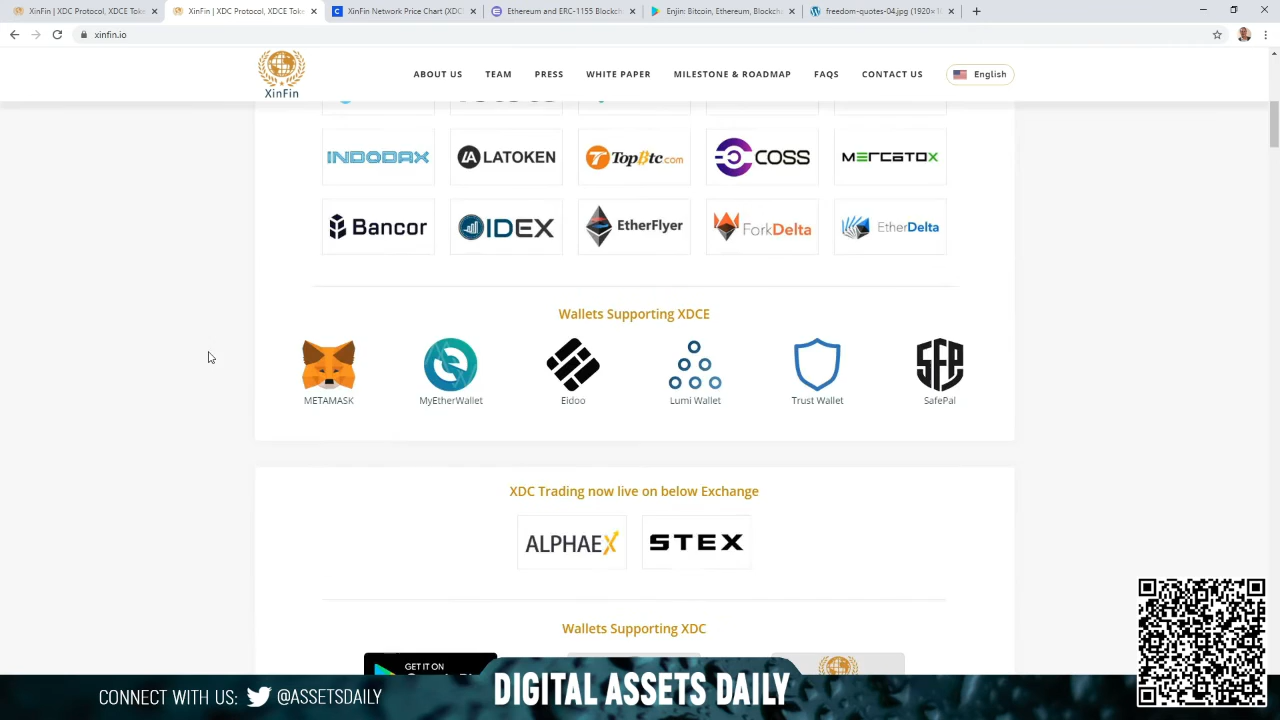 XinFin | XDC Protocol, XDCE Token
XinFin | XDC Protocol, XDCE Token
XinFin Network Price Chart (XDC
Ethereum and ERC-1155 Blockch
Enjin: Bitcoin, Ethereum, Blockch
freedom-quotes-04.jpg (1920×1
xinfin.io
XinFin
ABOUT US
TEAM
PRESS
WHITE PAPER
MILESTONE & ROADMAP
FAQS
CONTACT US
English
INDODAX
LATOKEN
TopBtc.com
COSS
MERCATOX
Bancor
IDEX
EtherFlyer
ForkDelta
EtherDelta
Wallets Supporting XDCE
METAMASK
MyEtherWallet
Eidoo
Lumi Wallet
Trust Wallet
SFP
SafePal
XDC Trading now live on below Exchange
ALPHAEX
STEX
Wallets Supporting XDC
GET IT ON
CONNECT WITH US: @ASSETSDAILY
DIGITAL ASSETS DAILY